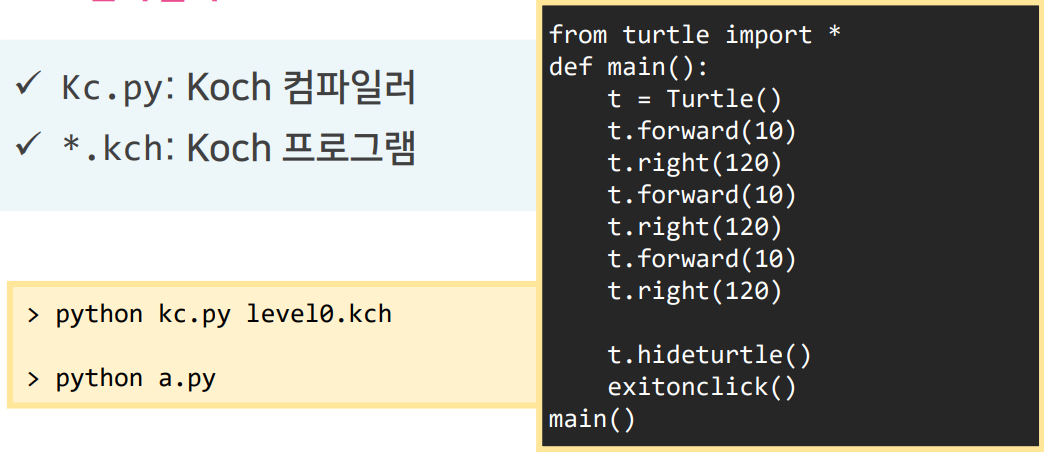 ✓ Kc.py: Koch 컴파일러
✓ *.kch: Koch 프로그램
> python kc.py level0.kch
> python a.py
from turtle import *
def main():
    t = Turtle()
    t.forward(10)
    t.right(120)
    t.forward(10)
    t.right(120)
    t.forward(10)
    t.right(120)
    t.hideturtle()
    exitonclick()
main()